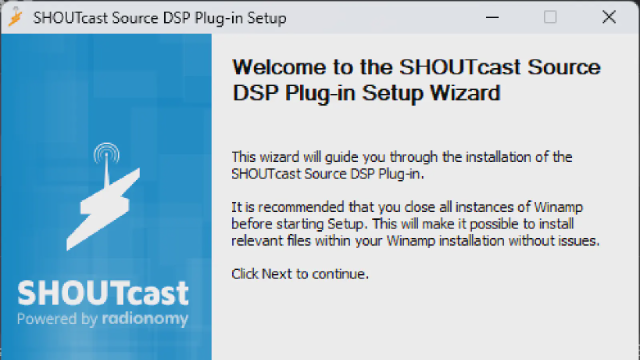 SHOUTcast Source DSP Plug-in Setup
Welcome to the SHOUTcast Source
DSP Plug-in Setup Wizard
This wizard will guide you through the installation of the
SHOUTcast Source DSP Plug-in.
It is recommended that you close all instances of Winamp
before starting Setup. This will make it possible to install
relevant files within your Winamp installation without issues.
Click Next to continue.
SHOUTcast
Powered by radionomy